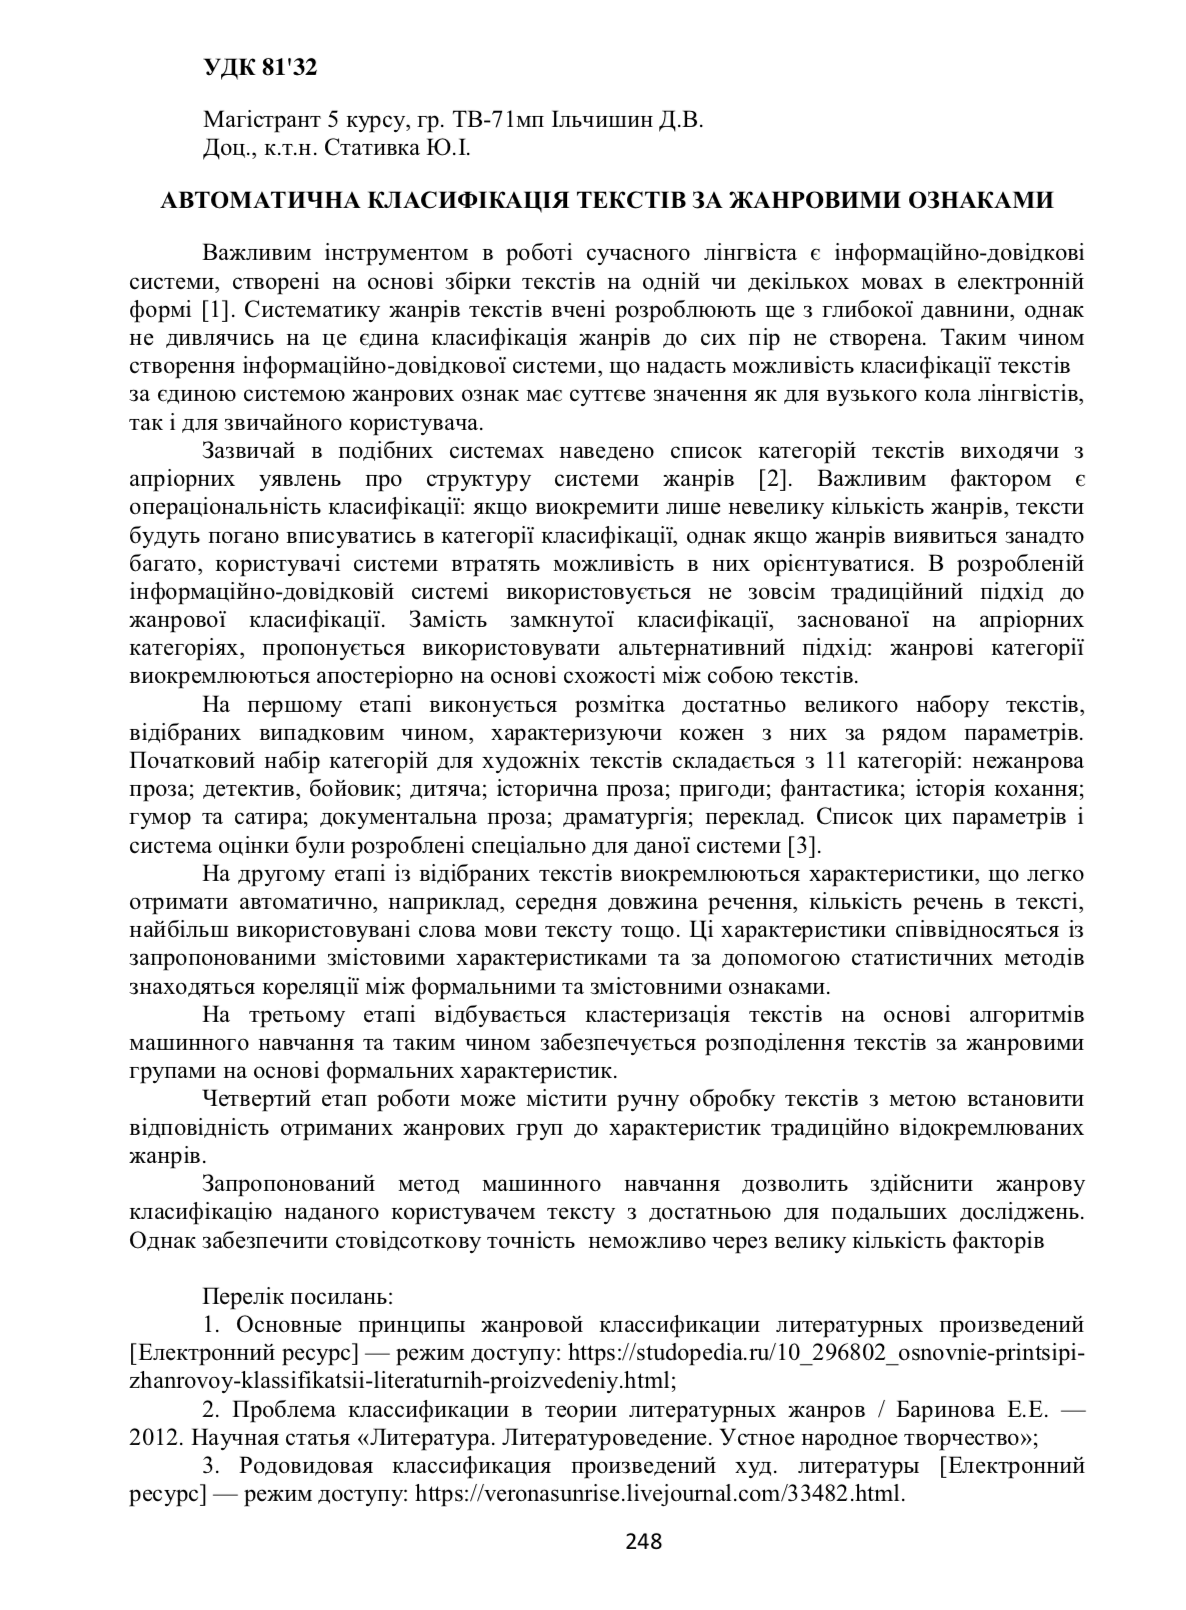 УДК 81'32
Магістрант 5 курсу, гр. ТВ-71мп Ільчишин Д.В.
Доц., к.т.н. Стативка Ю.І.
АВТОМАТИЧНА КЛАСИФІКАЦІЯ ТЕКСТІВ ЗА ЖАНРОВИМИ ОЗНАКАМИ
Важливим інструментом в роботі сучасного лінгвіста є інформаційно-довідкові
системи, створені на основі збірки текстів на одній чи декількох мовах в електронній
формі [1]. Систематику жанрів текстів вчені розроблюють ще з глибокої давнини, однак
не дивлячись на це єдина класифікація жанрів до сих пір не створена. Таким чином
створення інформаційно-довідкової системи, що надасть можливість класифікації текстів
за єдиною системою жанрових ознак має суттєве значення як для вузького кола лінгвістів,
так і для звичайного користувача.
Зазвичай в подібних системах наведено список категорій текстів виходячи з
апріорних уявлень про структуру системи жанрів [2]. Важливим фактором є
операціональність класифікації: якщо виокремити лише невелику кількість жанрів, тексти
будуть погано вписуватись в категорії класифікації, однак якщо жанрів виявиться занадто
багато, користувачі системи втратять можливість в них орієнтуватися. В розробленій
інформаційно-довідковій системі використовується не зовсім традиційний підхід до
жанрової класифікації. Замість замкнутої класифікації, заснованої на апріорних
категоріях, пропонується використовувати альтернативний підхід: жанрові категорії
виокремлюються апостеріорно на основі схожості між собою текстів.
На першому етапі виконується розмітка достатньо великого набору текстів,
відібраних випадковим чином, характеризуючи кожен з них за рядом параметрів.
Початковий набір категорій для художніх текстів складається з 11 категорій: нежанрова
проза; детектив, бойовик; дитяча; історична проза; пригоди; фантастика; історія кохання;
гумор та сатира; документальна проза; драматургія; переклад. Список цих параметрів і
система оцінки були розроблені спеціально для даної системи [3].
На другому етапі із відібраних текстів виокремлюються характеристики, що легко
отримати автоматично, наприклад, середня довжина речення, кількість речень в тексті,
найбільш використовувані слова мови тексту тощо. Ці характеристики співвідносяться із
запропонованими змістовими характеристиками та за допомогою статистичних методів
знаходяться кореляції між формальними та змістовними ознаками.
На третьому етапі відбувається кластеризація текстів на основі алгоритмів
машинного навчання та таким чином забезпечується розподілення текстів за жанровими
групами на основі формальних характеристик.
Четвертий етап роботи може містити ручну обробку текстів з метою встановити
відповідність отриманих жанрових груп до характеристик традиційно відокремлюваних
жанрів.
Запропонований метод машинного навчання дозволить здійснити жанрову
класифікацію наданого користувачем тексту з достатньою для подальших досліджень.
Однак забезпечити стовідсоткову точність  неможливо через велику кількість факторів
Перелік посилань:
1. Основные принципы жанровой классификации литературных произведений
[Електронний ресурс] — режим доступу: https://studopedia.ru/10_296802_osnovnie-printsipi-
zhanrovoy-klassifikatsii-literaturnih-proizvedeniy.html;
2. Проблема классификации в теории литературных жанров / Баринова Е.Е. —
2012. Научная статья «Литература. Литературоведение. Устное народное творчество»;
3. Родовидовая классификация произведений худ. литературы [Електронний
ресурс] — режим доступу: https://veronasunrise.livejournal.com/33482.html.
248